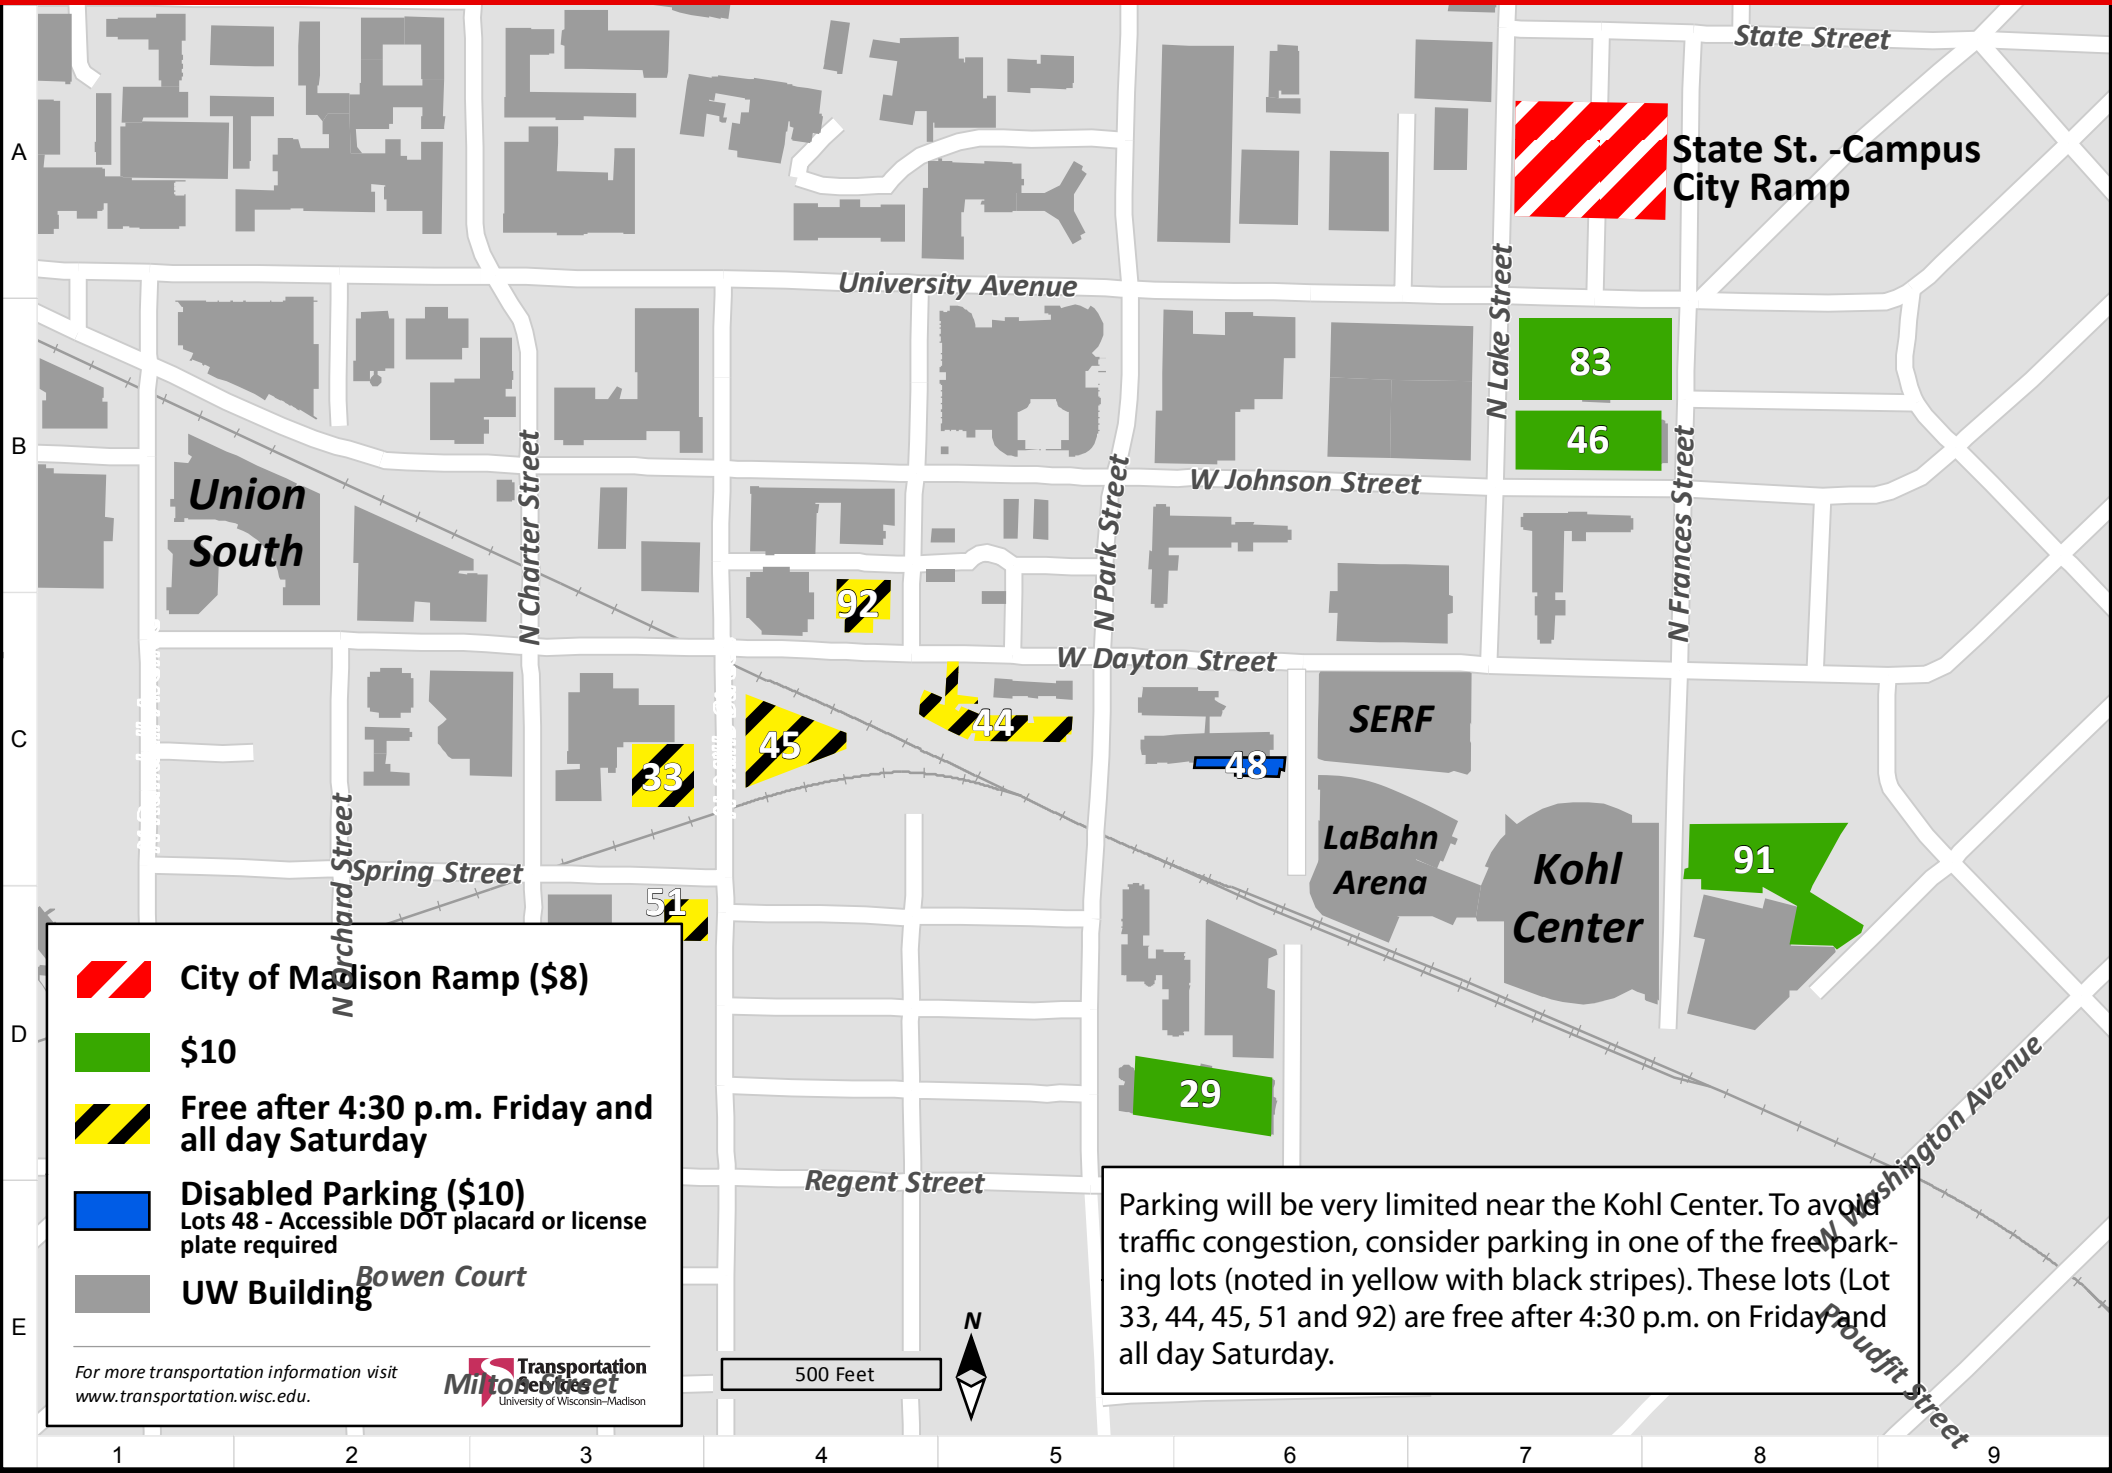 State Street
A
State St. -Campus
City Ramp
University Avenue
N Lake Street
83
46
B
W Johnson Street
Union
South
N Charter Street
N Park Street
N Frances Street
92
W Dayton Street
C
SERF
44
45
33
48
LaBahn
Arena
Kohl
Center
91
N Orchard Street
Spring Street
51
City of Madison Ramp ($8)
$10
D
Free after 4:30 p.m. Friday and
all day Saturday
29
W Washington Avenue
Regent Street
Disabled Parking ($10)
Lots 48 - Accessible DOT placard or license
plate required
Bowen Court
UW Building
E
Parking will be very limited near the Kohl Center. To avoid
traffic congestion, consider parking in one of the free park-
ing lots (noted in yellow with black stripes). These lots (Lot
33, 44, 45, 51 and 92) are free after 4:30 p.m. on Friday and
all day Saturday.
Proudfit Street
N
500 Feet
For more transportation information visit
www.transportation.wisc.edu.
Transportation
Services
University of Wisconsin–Madison
Milton Street
1 2 3 4 5 6 7 8 9